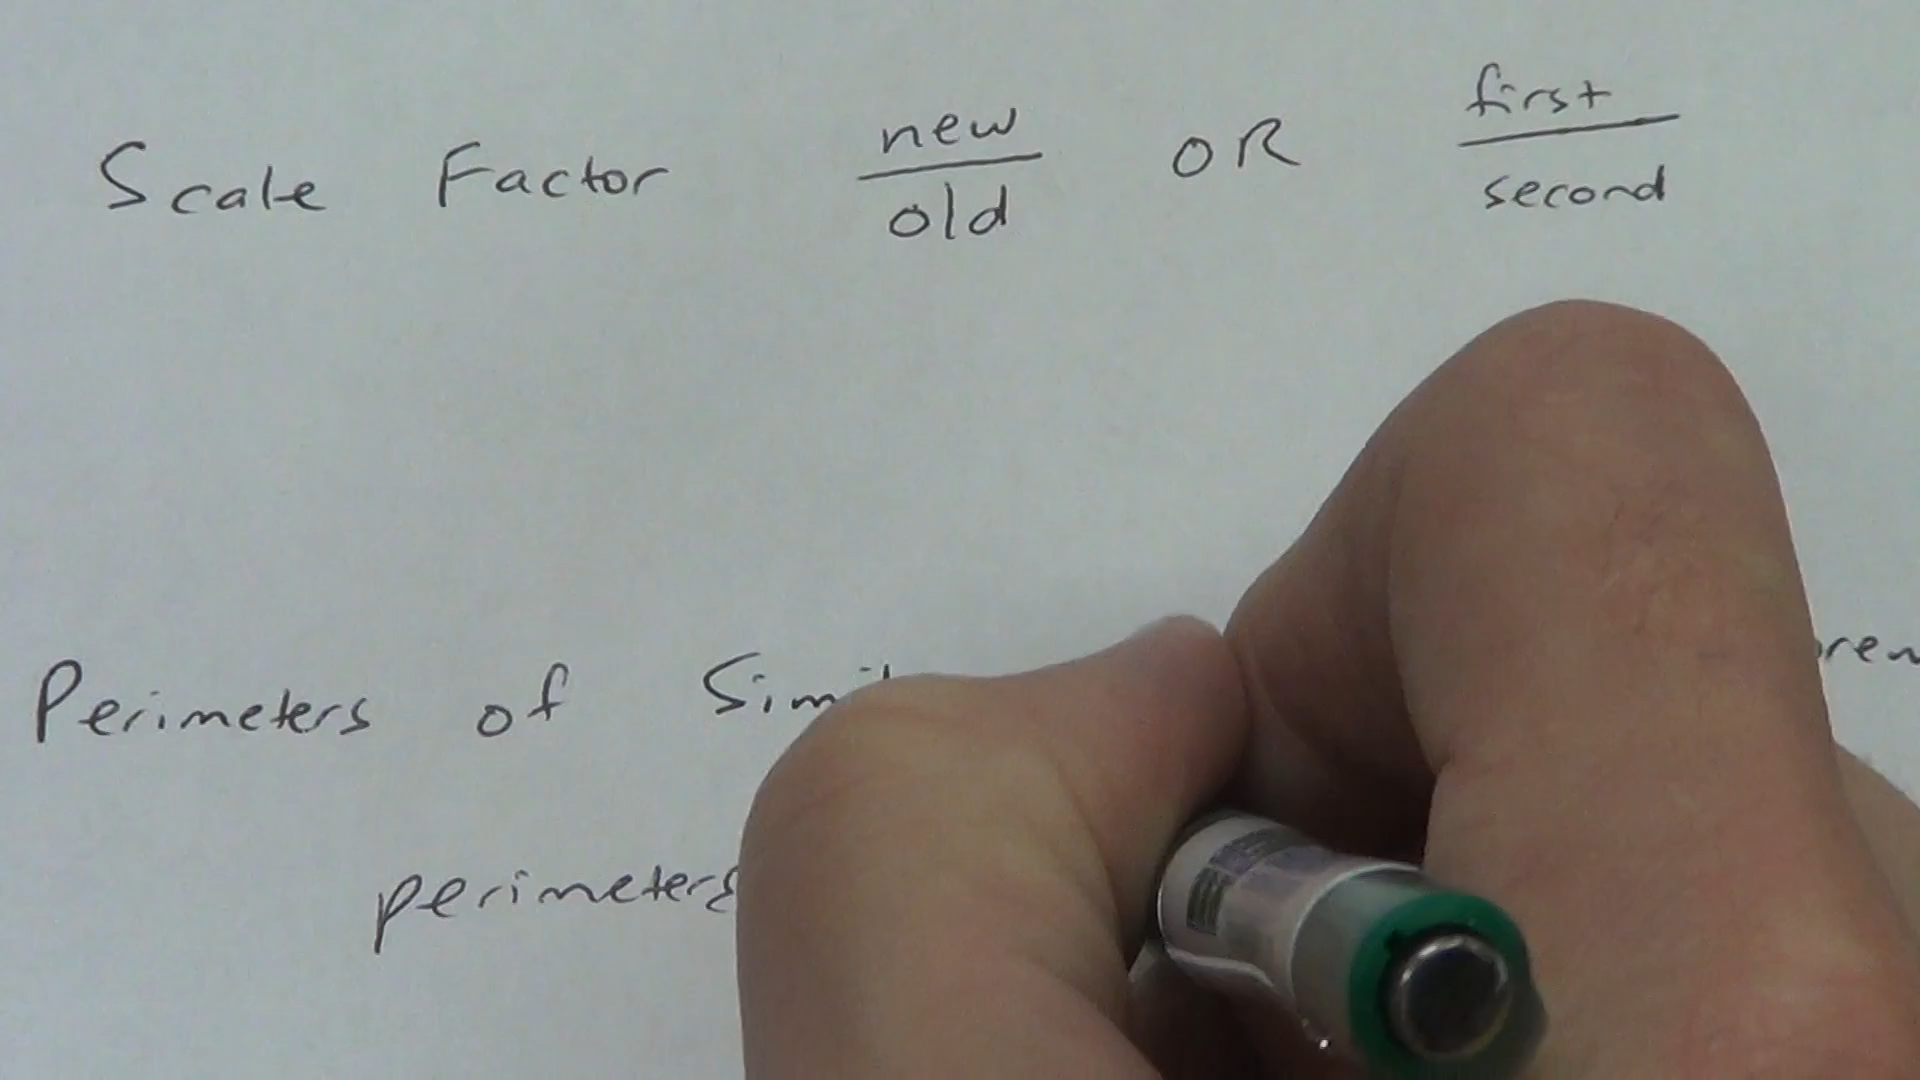 Scale Factor new/old OR first/second
Perimeters of
perimeters